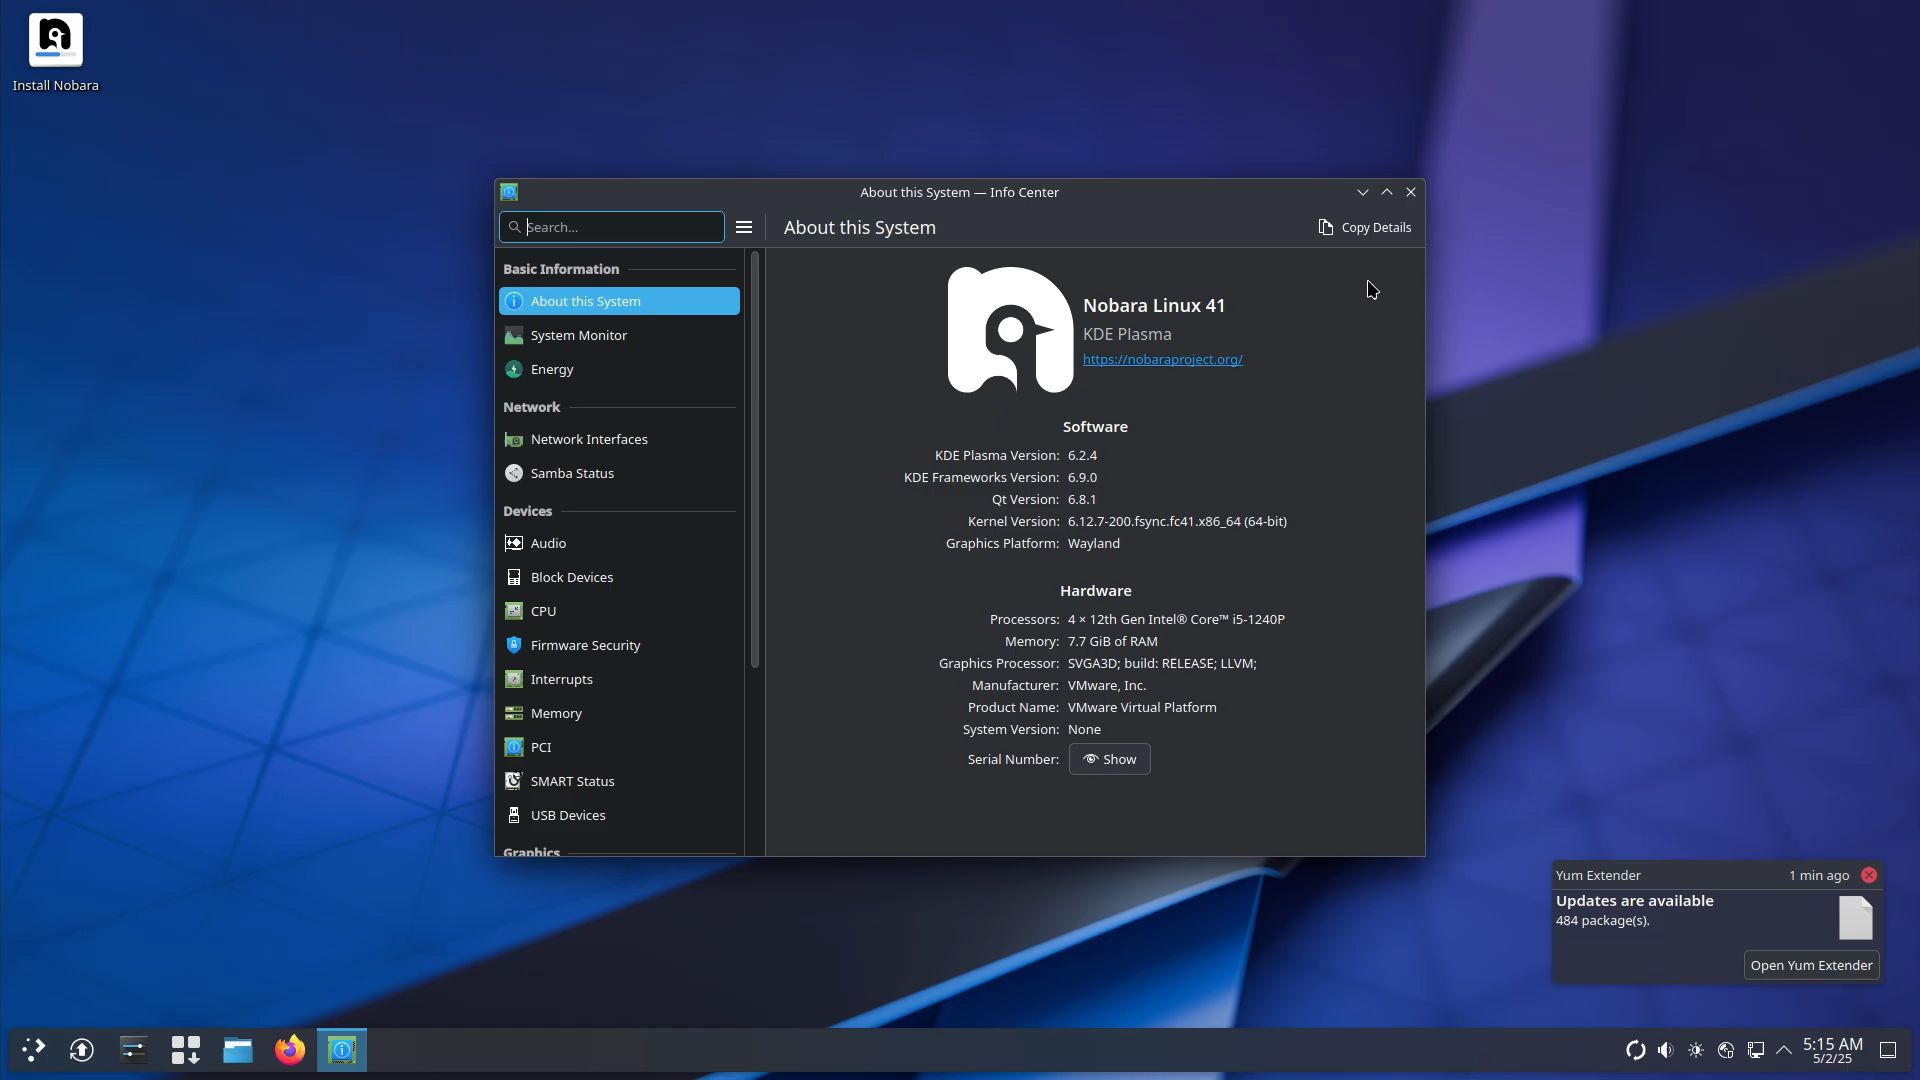 Install Nobara
About this System — Info Center
Search...
About this System
Copy Details
Basic Information
About this System
System Monitor
Energy
Network
Network Interfaces
Samba Status
Devices
Audio
Block Devices
CPU
Firmware Security
Interrupts
Memory
PCI
SMART Status
USB Devices
Graphics
Nobara Linux 41
KDE Plasma
https://nobaraproject.org/
Software
KDE Plasma Version: 6.2.4
KDE Frameworks Version: 6.9.0
Qt Version: 6.8.1
Kernel Version: 6.12.7-200.fsync.fc41.x86_64 (64-bit)
Graphics Platform: Wayland
Hardware
Processors: 4 × 12th Gen Intel® Core™ i5-1240P
Memory: 7.7 GiB of RAM
Graphics Processor: SVGA3D; build: RELEASE; LLVM;
Manufacturer: VMware, Inc.
Product Name: VMware Virtual Platform
System Version: None
Serial Number: Show
Yum Extender 1 min ago
Updates are available
484 package(s).
Open Yum Extender
5:15 AM
5/2/25